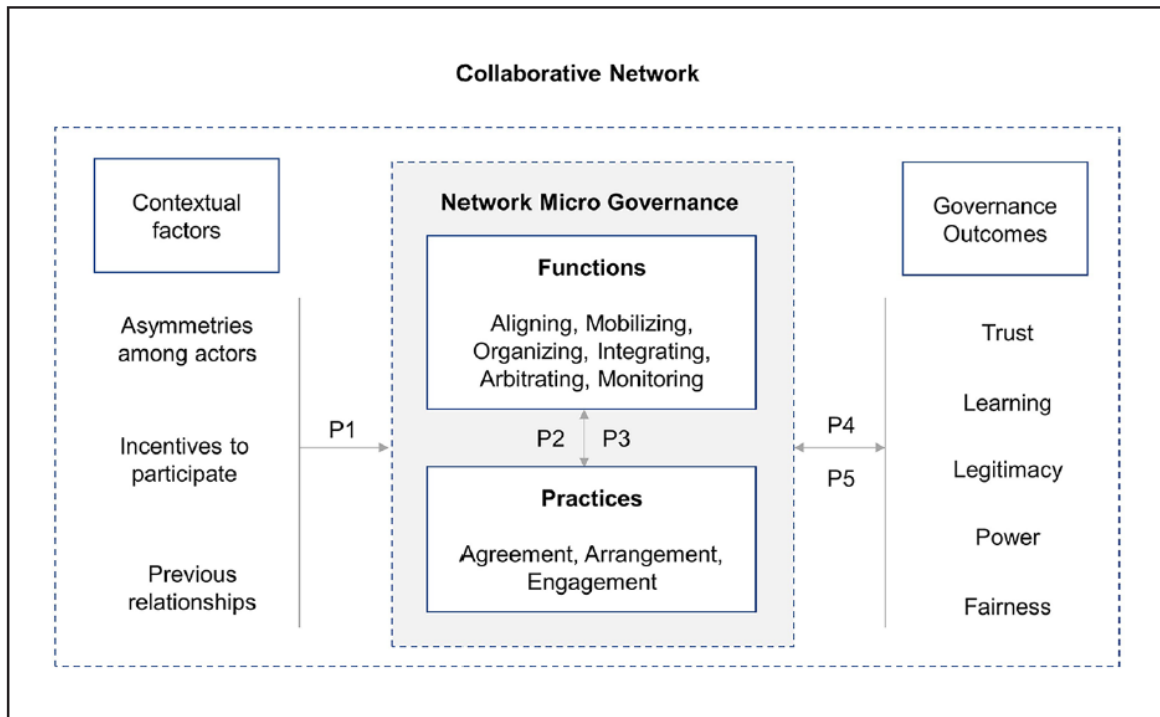 Collaborative Network
Contextual
factors
Asymmetries
among actors
Incentives to
participate
Previous
relationships
P1
Network Micro Governance
Functions
Aligning, Mobilizing,
Organizing, Integrating,
Arbitrating, Monitoring
P2 P3
Practices
Agreement, Arrangement,
Engagement
P4
P5
Governance
Outcomes
Trust
Learning
Legitimacy
Power
Fairness